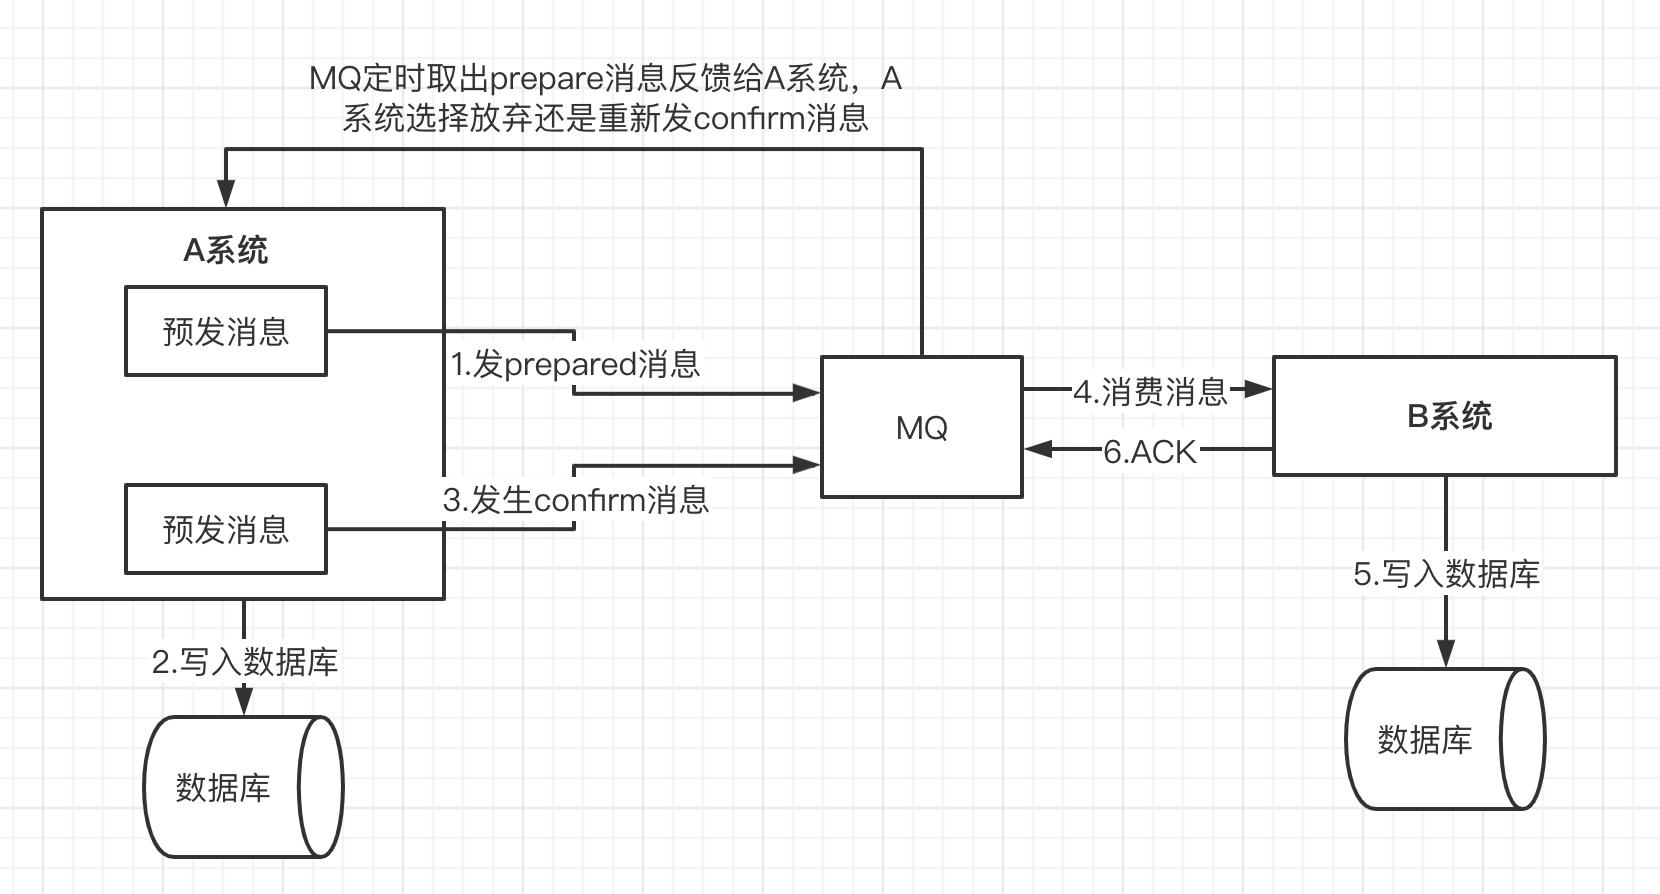 MQ定时取出prepare消息反馈给A系统，A
系统选择放弃还是重新发confirm消息
A系统
预发消息
1.发prepared消息
MQ
4.消费消息
B系统
6.ACK
3.发生confirm消息
预发消息
5.写入数据库
2.写入数据库
数据库
数据库